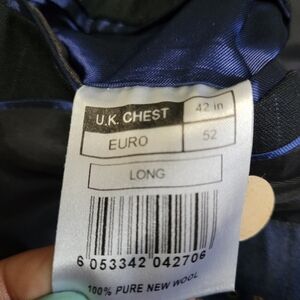 U.K. CHEST 42 in
EURO 52
LONG
6 053342 042706
100% PURE NEW WOOL